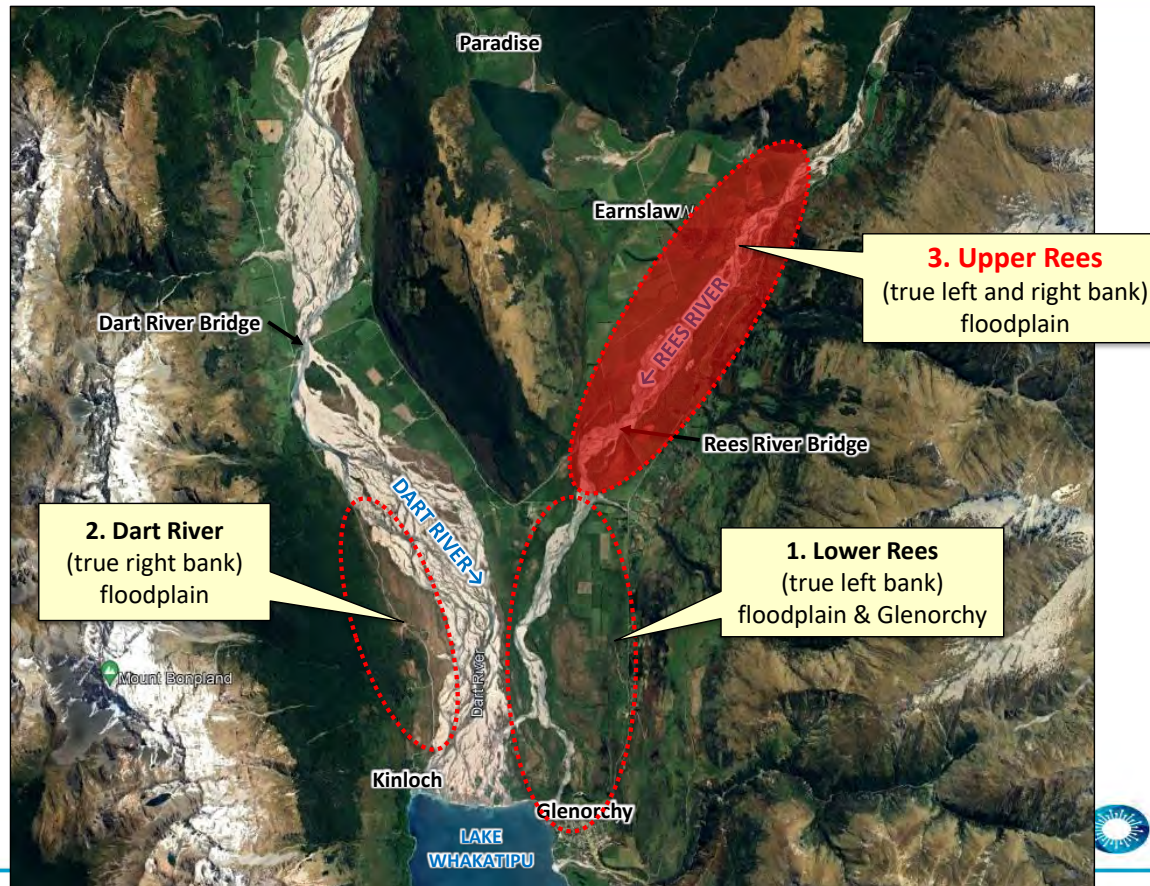 Paradise
Earnslaw
3. Upper Rees
(true left and right bank)
floodplain
← REES RIVER
Dart River Bridge
Rees River Bridge
DART RIVER→
2. Dart River
(true right bank)
floodplain
1. Lower Rees
(true left bank)
floodplain & Glenorchy
Mount Bonpland
Dart River
Kinloch
Glenorchy
LAKE
WHAKATIPU